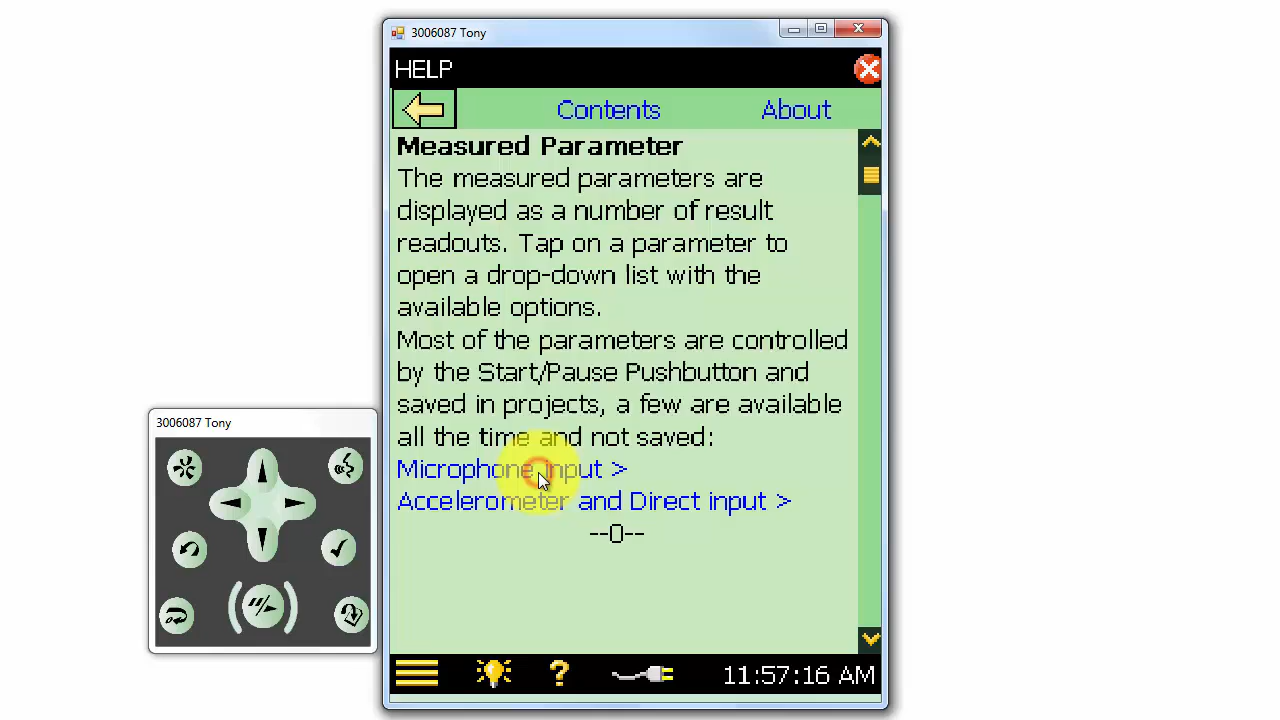 3006087 Tony
HELP
Contents
About
Measured Parameter
The measured parameters are
displayed as a number of result
readouts. Tap on a parameter to
open a drop-down list with the
available options.
Most of the parameters are controlled
by the Start/Pause Pushbutton and
saved in projects, a few are available
all the time and not saved:
Microphone input >
Accelerometer and Direct input >
--0--
11:57:16 AM
3006087 Tony